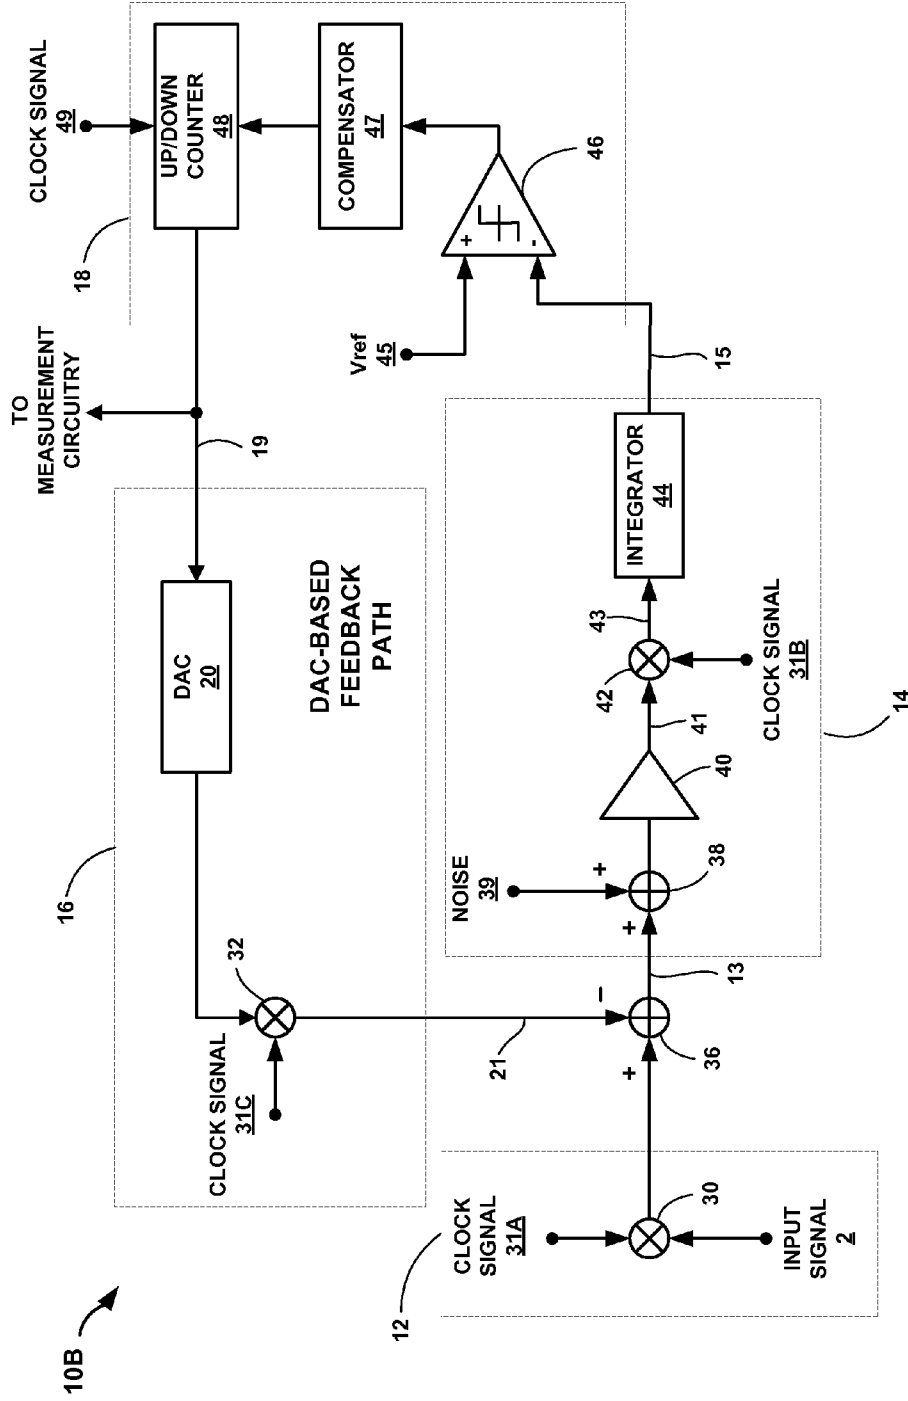 10B
16
CLOCK SIGNAL
31C
32
DAC
20
DAC-BASED
FEEDBACK
PATH
19
TO
MEASUREMENT
CIRCUITRY
18
CLOCK SIGNAL
49
UP/DOWN
COUNTER
48
COMPENSATOR
47
46
+
-
Vref
45
15
12
CLOCK
SIGNAL
31A
30
INPUT
SIGNAL
2
+
−
21
36
13
NOISE
39
+
+
38
40
41
42
43
CLOCK SIGNAL
31B
INTEGRATOR
44
14